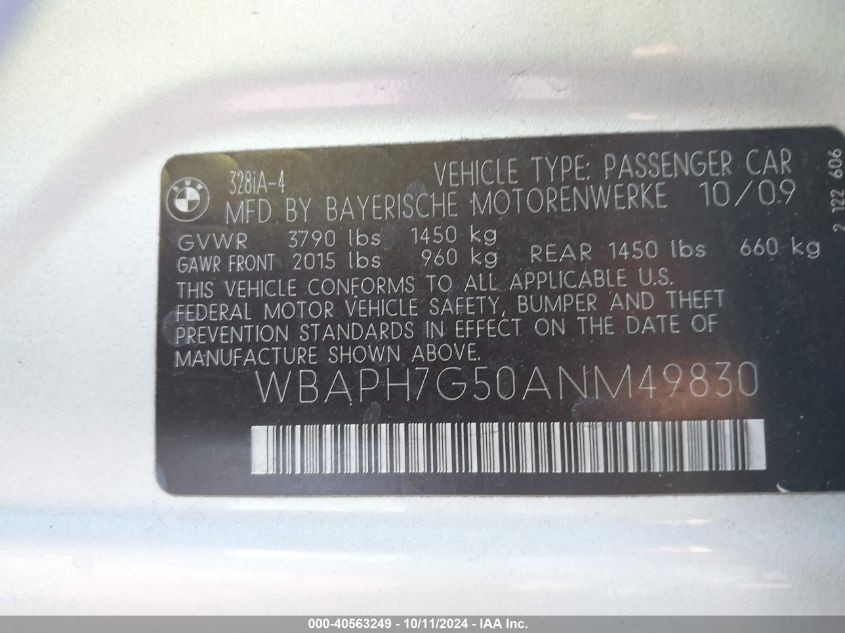 BMW
328iA-4 VEHICLE TYPE: PASSENGER CAR
MFD BY BAYERISCHE MOTORENWERKE 10/09
GVWR 3790 lbs 1450 kg
GAWR FRONT 2015 lbs 960 kg REAR 1450 lbs 660 kg
THIS VEHICLE CONFORMS TO ALL APPLICABLE U.S.
FEDERAL MOTOR VEHICLE SAFETY, BUMPER AND THEFT
PREVENTION STANDARDS IN EFFECT ON THE DATE OF
MANUFACTURE SHOWN ABOVE.
WBAPH7G50ANM49830
2 122 606
000-40563249 - 10/11/2024 - IAA Inc.